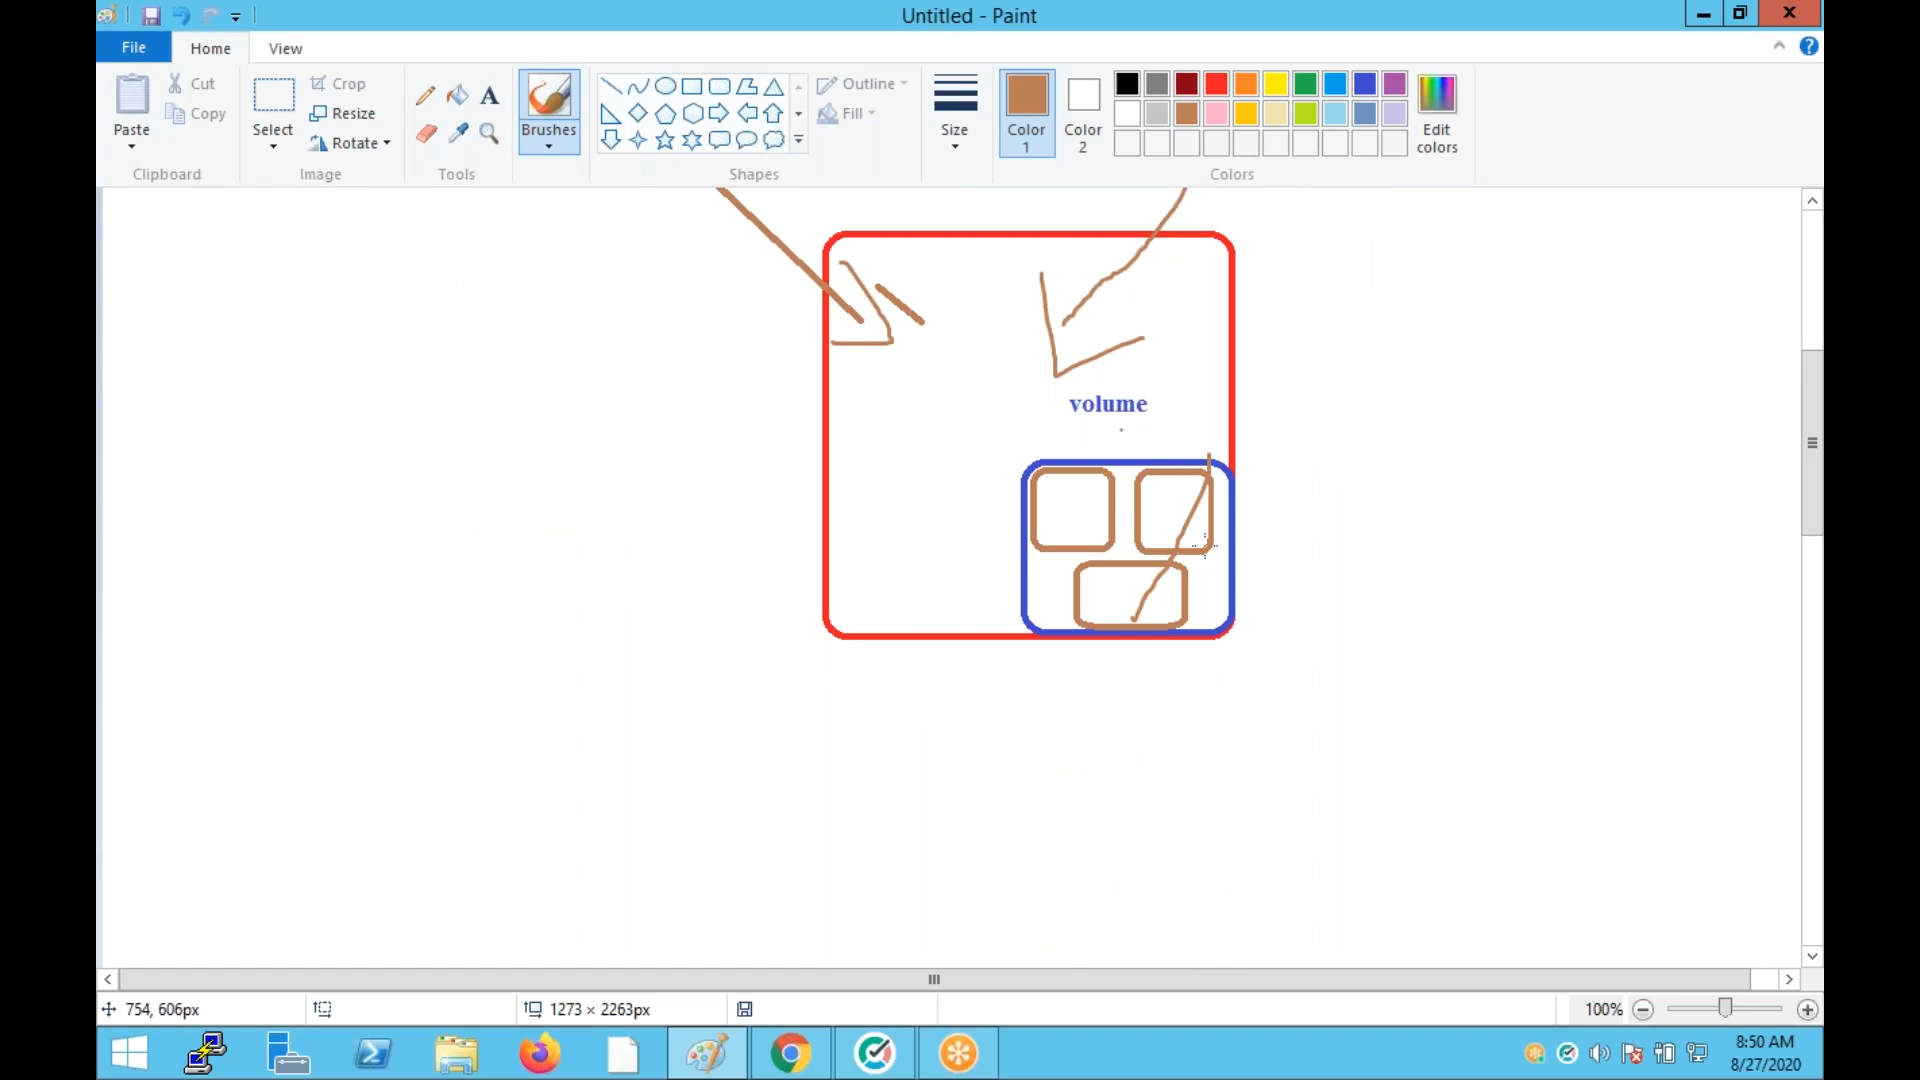 Untitled - Paint
File Home View
Paste
Cut
Copy
Clipboard
Select
Crop
Resize
Rotate
Image
A
Tools
Brushes
Outline
Fill
Shapes
Size
Color 1
Color 2
Edit colors
Colors
volume
754, 606px
1273 × 2263px
100%
8:50 AM
8/27/2020